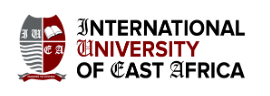 I U
E A
INTERNATIONAL
UNIVERSITY
OF EAST AFRICA